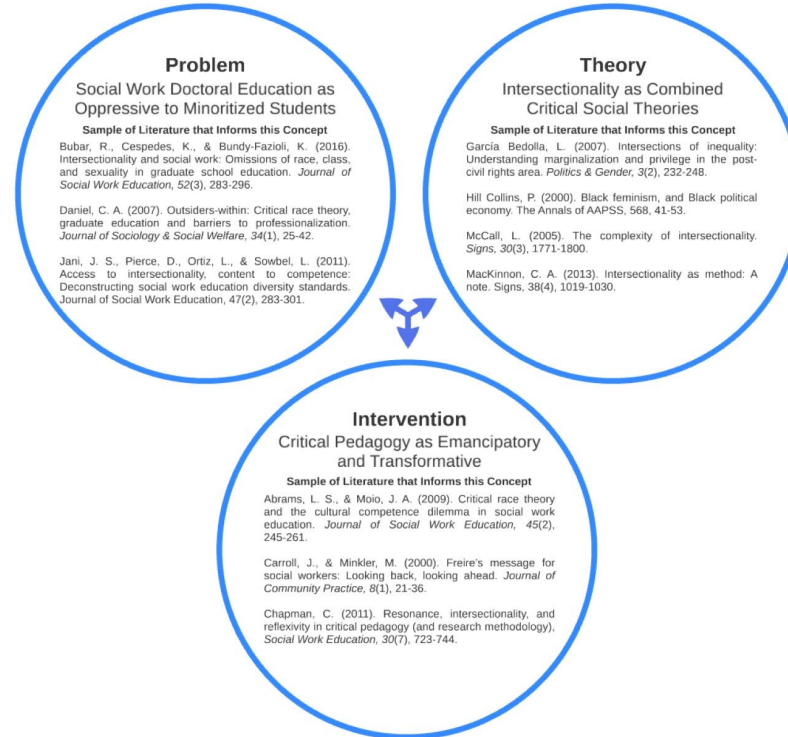 Problem
Social Work Doctoral Education as
Oppressive to Minoritized Students
Sample of Literature that Informs this Concept
Bubar, R., Cespedes, K., & Bundy-Fazioli, K. (2016).
Intersectionality and social work: Omissions of race, class,
and sexuality in graduate school education. Journal of
Social Work Education, 52(3), 283-296.
Daniel, C. A. (2007). Outsiders-within: Critical race theory,
graduate education and barriers to professionalization.
Journal of Sociology & Social Welfare, 34(1), 25-42.
Jani, J. S., Pierce, D., Ortiz, L., & Sowbel, L. (2011).
Access to intersectionality, content to competence:
Deconstructing social work education diversity standards.
Journal of Social Work Education, 47(2), 283-301.
Theory
Intersectionality as Combined
Critical Social Theories
Sample of Literature that Informs this Concept
García Bedolla, L. (2007). Intersections of inequality:
Understanding marginalization and privilege in the post-
civil rights area. Politics & Gender, 3(2), 232-248.
Hill Collins, P. (2000). Black feminism, and Black political
economy. The Annals of AAPSS, 568, 41-53.
McCall, L. (2005). The complexity of intersectionality.
Signs, 30(3), 1771-1800.
MacKinnon, C. A. (2013). Intersectionality as method: A
note. Signs, 38(4), 1019-1030.
Intervention
Critical Pedagogy as Emancipatory
and Transformative
Sample of Literature that Informs this Concept
Abrams, L. S., & Moio, J. A. (2009). Critical race theory
and the cultural competence dilemma in social work
education. Journal of Social Work Education, 45(2),
245-261.
Carroll, J., & Minkler, M. (2000). Freire's message for
social workers: Looking back, looking ahead. Journal of
Community Practice, 8(1), 21-36.
Chapman, C. (2011). Resonance, intersectionality, and
reflexivity in critical pedagogy (and research methodology),
Social Work Education, 30(7), 723-744.